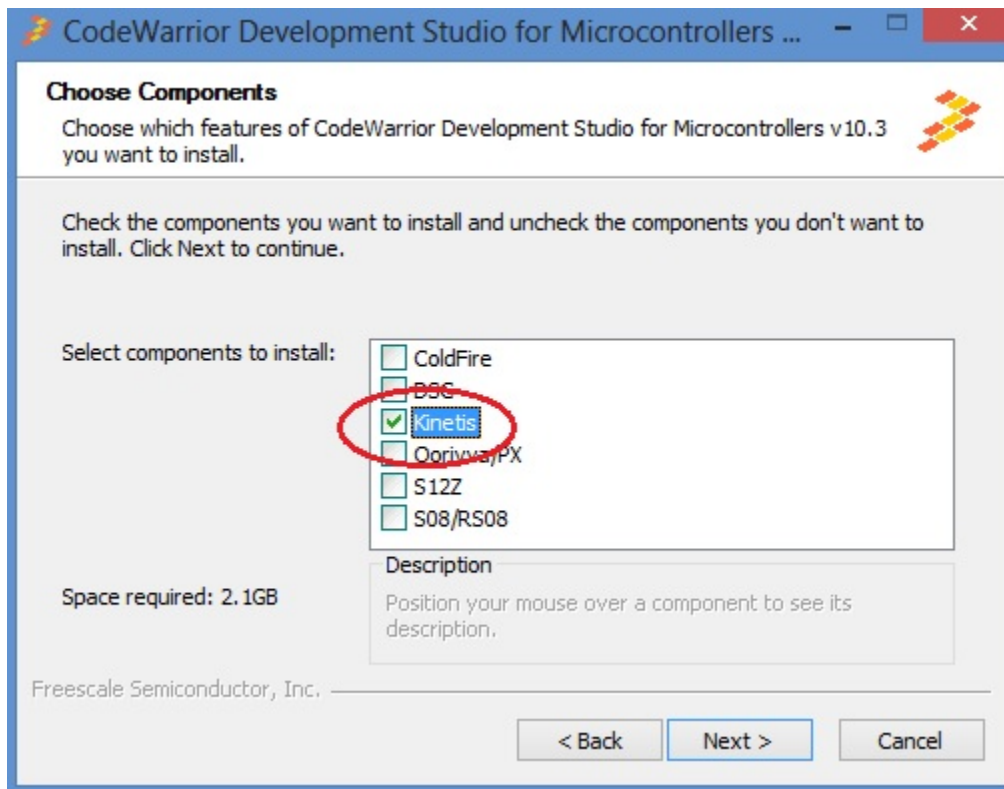 CodeWarrior Development Studio for Microcontrollers ...
Choose Components
Choose which features of CodeWarrior Development Studio for Microcontrollers v10.3
you want to install.
Check the components you want to install and uncheck the components you don't want to
install. Click Next to continue.
Select components to install:
ColdFire
DSC
Kinetis
Qorivva/PX
S12Z
S08/RS08
Space required: 2.1GB
Description
Position your mouse over a component to see its
description.
Freescale Semiconductor, Inc.
< Back
Next >
Cancel